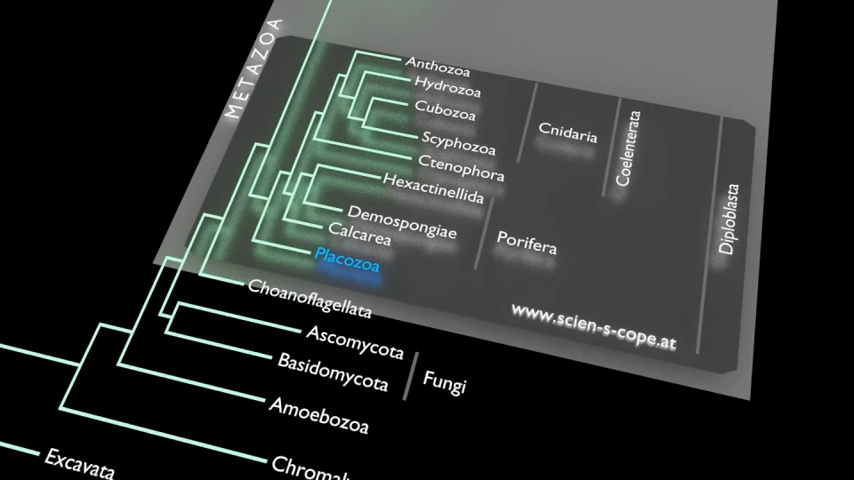 METAZOA
Anthozoa
Hydrozoa
Cubozoa
Scyphozoa
Ctenophora
Hexactinellida
Demospongiae
Calcarea
Placozoa
Cnidaria
Coelenterata
Porifera
Diploblasta
www.scien-s-cope.at
Choanoflagellata
Ascomycota
Basidomycota
Fungi
Amoebozoa
Excavata